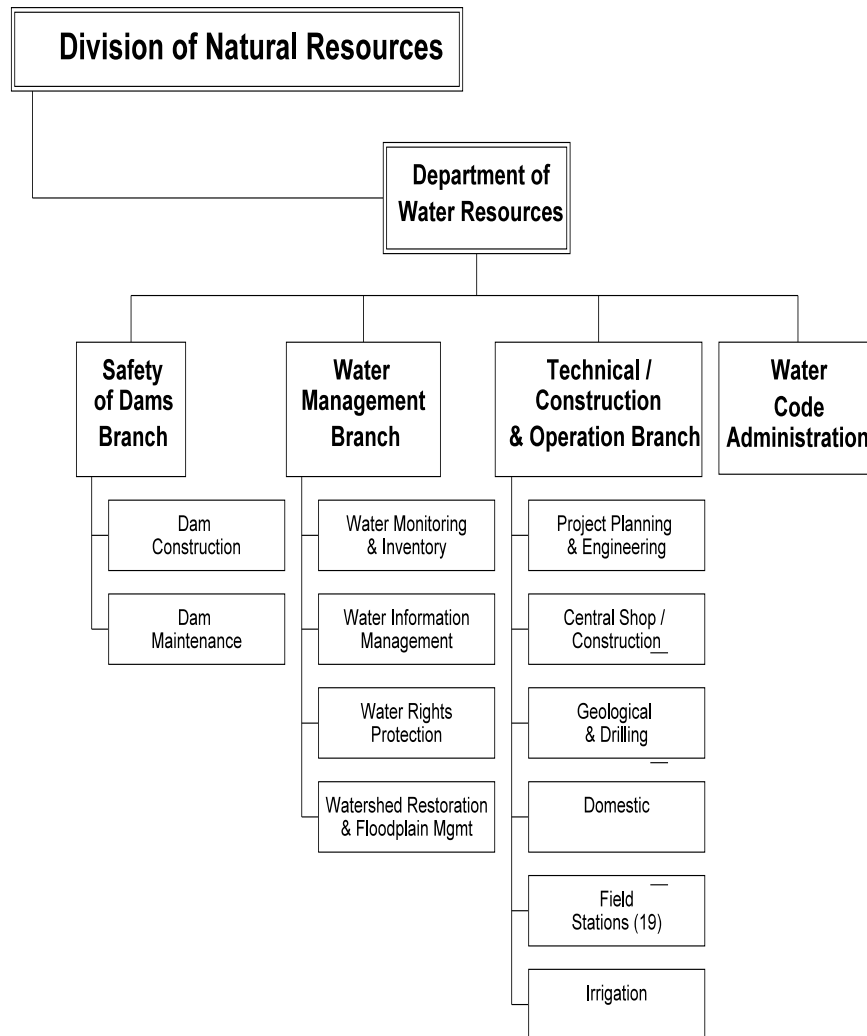 Division of Natural Resources
Department of
Water Resources
Safety
of Dams
Branch
Water
Management
Branch
Technical /
Construction
& Operation Branch
Water
Code
Administration
Dam
Construction
Dam
Maintenance
Water Monitoring
& Inventory
Water Information
Management
Water Rights
Protection
Watershed Restoration
& Floodplain Mgmt
Project Planning
& Engineering
Central Shop /
Construction
Geological
& Drilling
Domestic
Field
Stations (19)
Irrigation